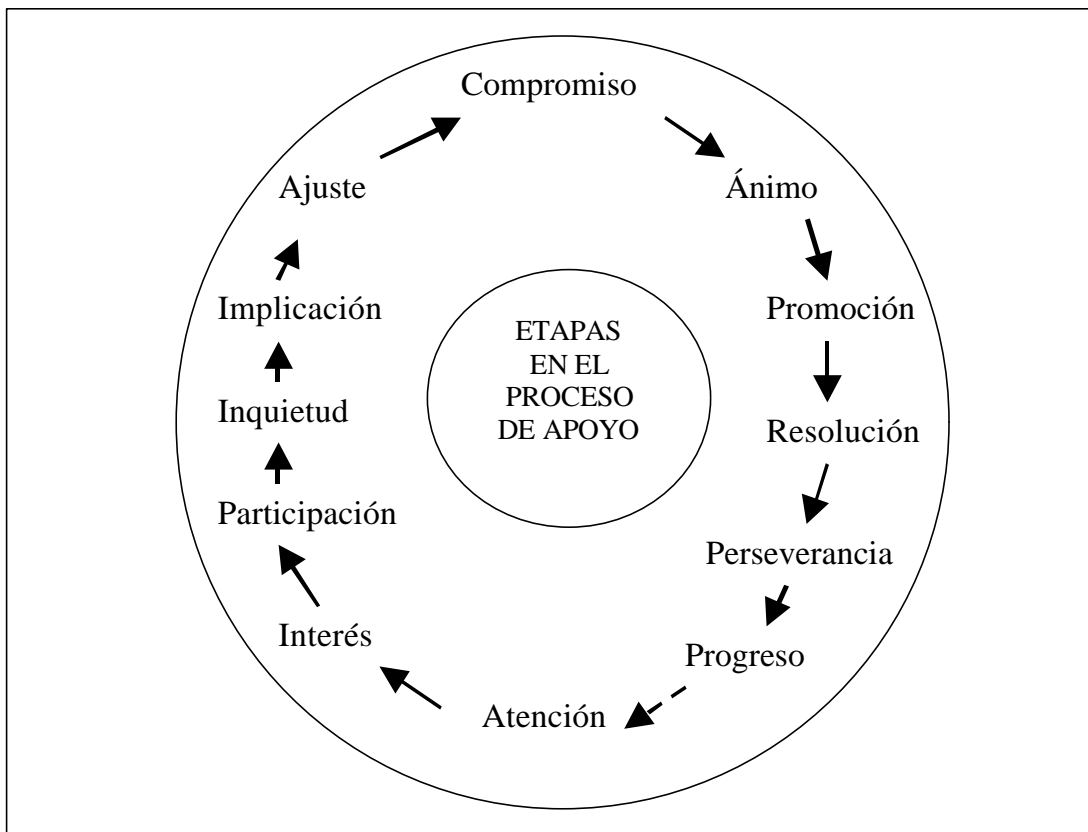 Compromiso
Ánimo
Promoción
Resolución
Perseverancia
Progreso
Atención
Interés
Participación
Inquietud
Implicación
Ajuste
ETAPAS
EN EL
PROCESO
DE APOYO